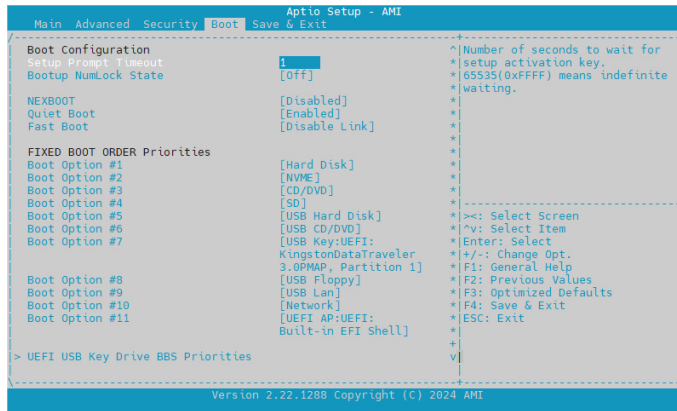 Aptio Setup - AMI
Main Advanced Security Boot Save & Exit
Boot Configuration
Setup Prompt Timeout 1
Bootup NumLock State [Off]
NEXBOOT [Disabled]
Quiet Boot [Enabled]
Fast Boot [Disable Link]
FIXED BOOT ORDER Priorities
Boot Option #1 [Hard Disk]
Boot Option #2 [NVME]
Boot Option #3 [CD/DVD]
Boot Option #4 [SD]
Boot Option #5 [USB Hard Disk]
Boot Option #6 [USB CD/DVD]
Boot Option #7 [USB Key:UEFI:
KingstonDataTraveler
3.0PMAP, Partition 1]
Boot Option #8 [USB Floppy]
Boot Option #9 [USB Lan]
Boot Option #10 [Network]
Boot Option #11 [UEFI AP:UEFI:
Built-in EFI Shell]
> UEFI USB Key Drive BBS Priorities
Number of seconds to wait for
setup activation key.
65535(0xFFFF) means indefinite
waiting.
><: Select Screen
^v: Select Item
Enter: Select
+/-: Change Opt.
F1: General Help
F2: Previous Values
F3: Optimized Defaults
F4: Save & Exit
ESC: Exit
Version 2.22.1288 Copyright (C) 2024 AMI